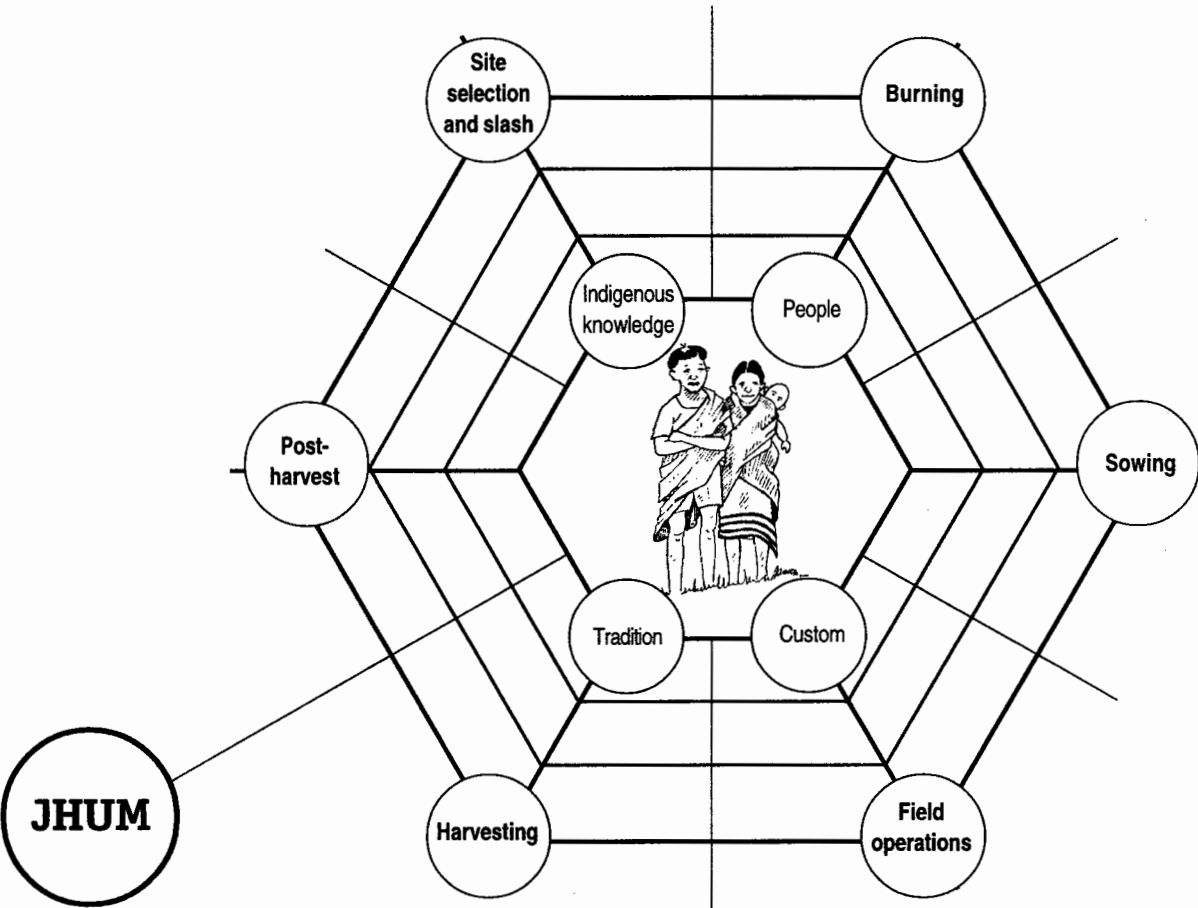 Site
selection
and slash
Burning
Indigenous
knowledge
People
Post-
harvest
Sowing
Tradition
Custom
JHUM
Harvesting
Field
operations